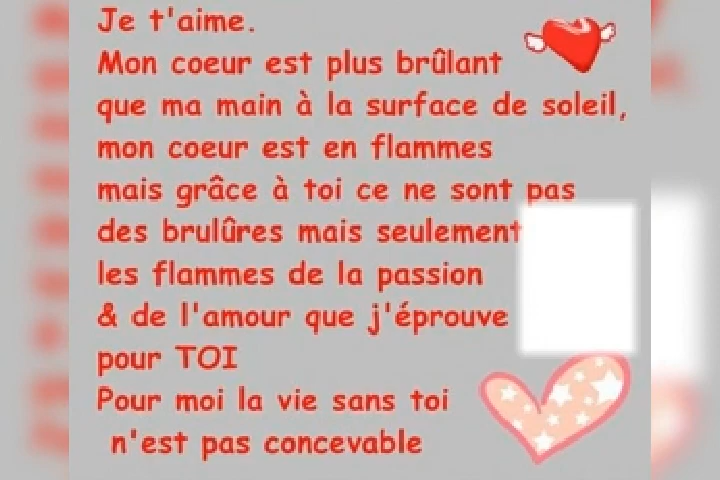 Je t'aime.
Mon coeur est plus brûlant
que ma main à la surface de soleil,
mon coeur est en flammes
mais grâce à toi ce ne sont pas
des brulûres mais seulement
les flammes de la passion
& de l'amour que j'éprouve
pour TOI
Pour moi la vie sans toi
n'est pas concevable